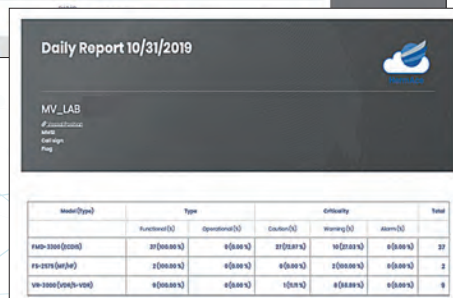 Daily Report 10/31/2019
MV_LAB
MMSI
Call sign
Flag
Model (Type) Type Criticality Total
Functional(%) Operational(%) Caution(%) Warning(%) Alarm(%)
FMD-3300 (ECDIS) 37(100.00 %) 0(0.00 %) 27(72.97 %) 10(27.03 %) 0(0.00 %) 37
FS-2575 (MF/HF) 2(100.00 %) 0(0.00 %) 0(0.00 %) 2(100.00 %) 0(0.00 %) 2
VR-3000 (VDR/S-VDR) 9(100.00 %) 0(0.00 %) 1(11.11 %) 8(88.89 %) 0(0.00 %) 9